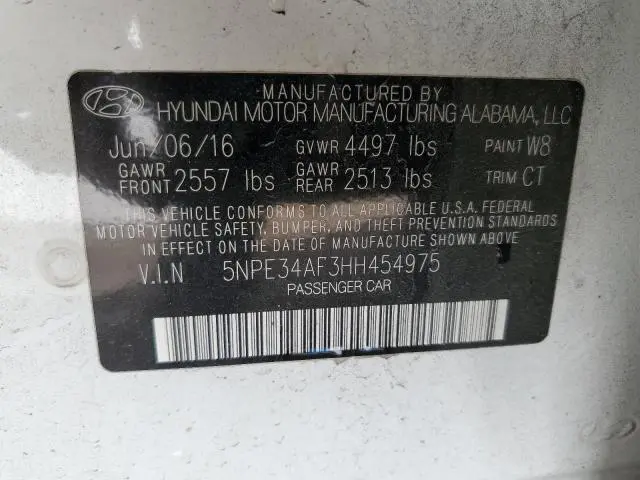 MANUFACTURED BY
HYUNDAI MOTOR MANUFACTURING ALABAMA, LLC
Jun/06/16 GVWR 4497 lbs PAINT W8
GAWR FRONT 2557 lbs GAWR REAR 2513 lbs TRIM CT
THIS VEHICLE CONFORMS TO ALL APPLICABLE U.S.A. FEDERAL
MOTOR VEHICLE SAFETY, BUMPER, AND THEFT PREVENTION STANDARDS
IN EFFECT ON THE DATE OF MANUFACTURE SHOWN ABOVE.
V.I.N 5NPE34AF3HH454975
PASSENGER CAR